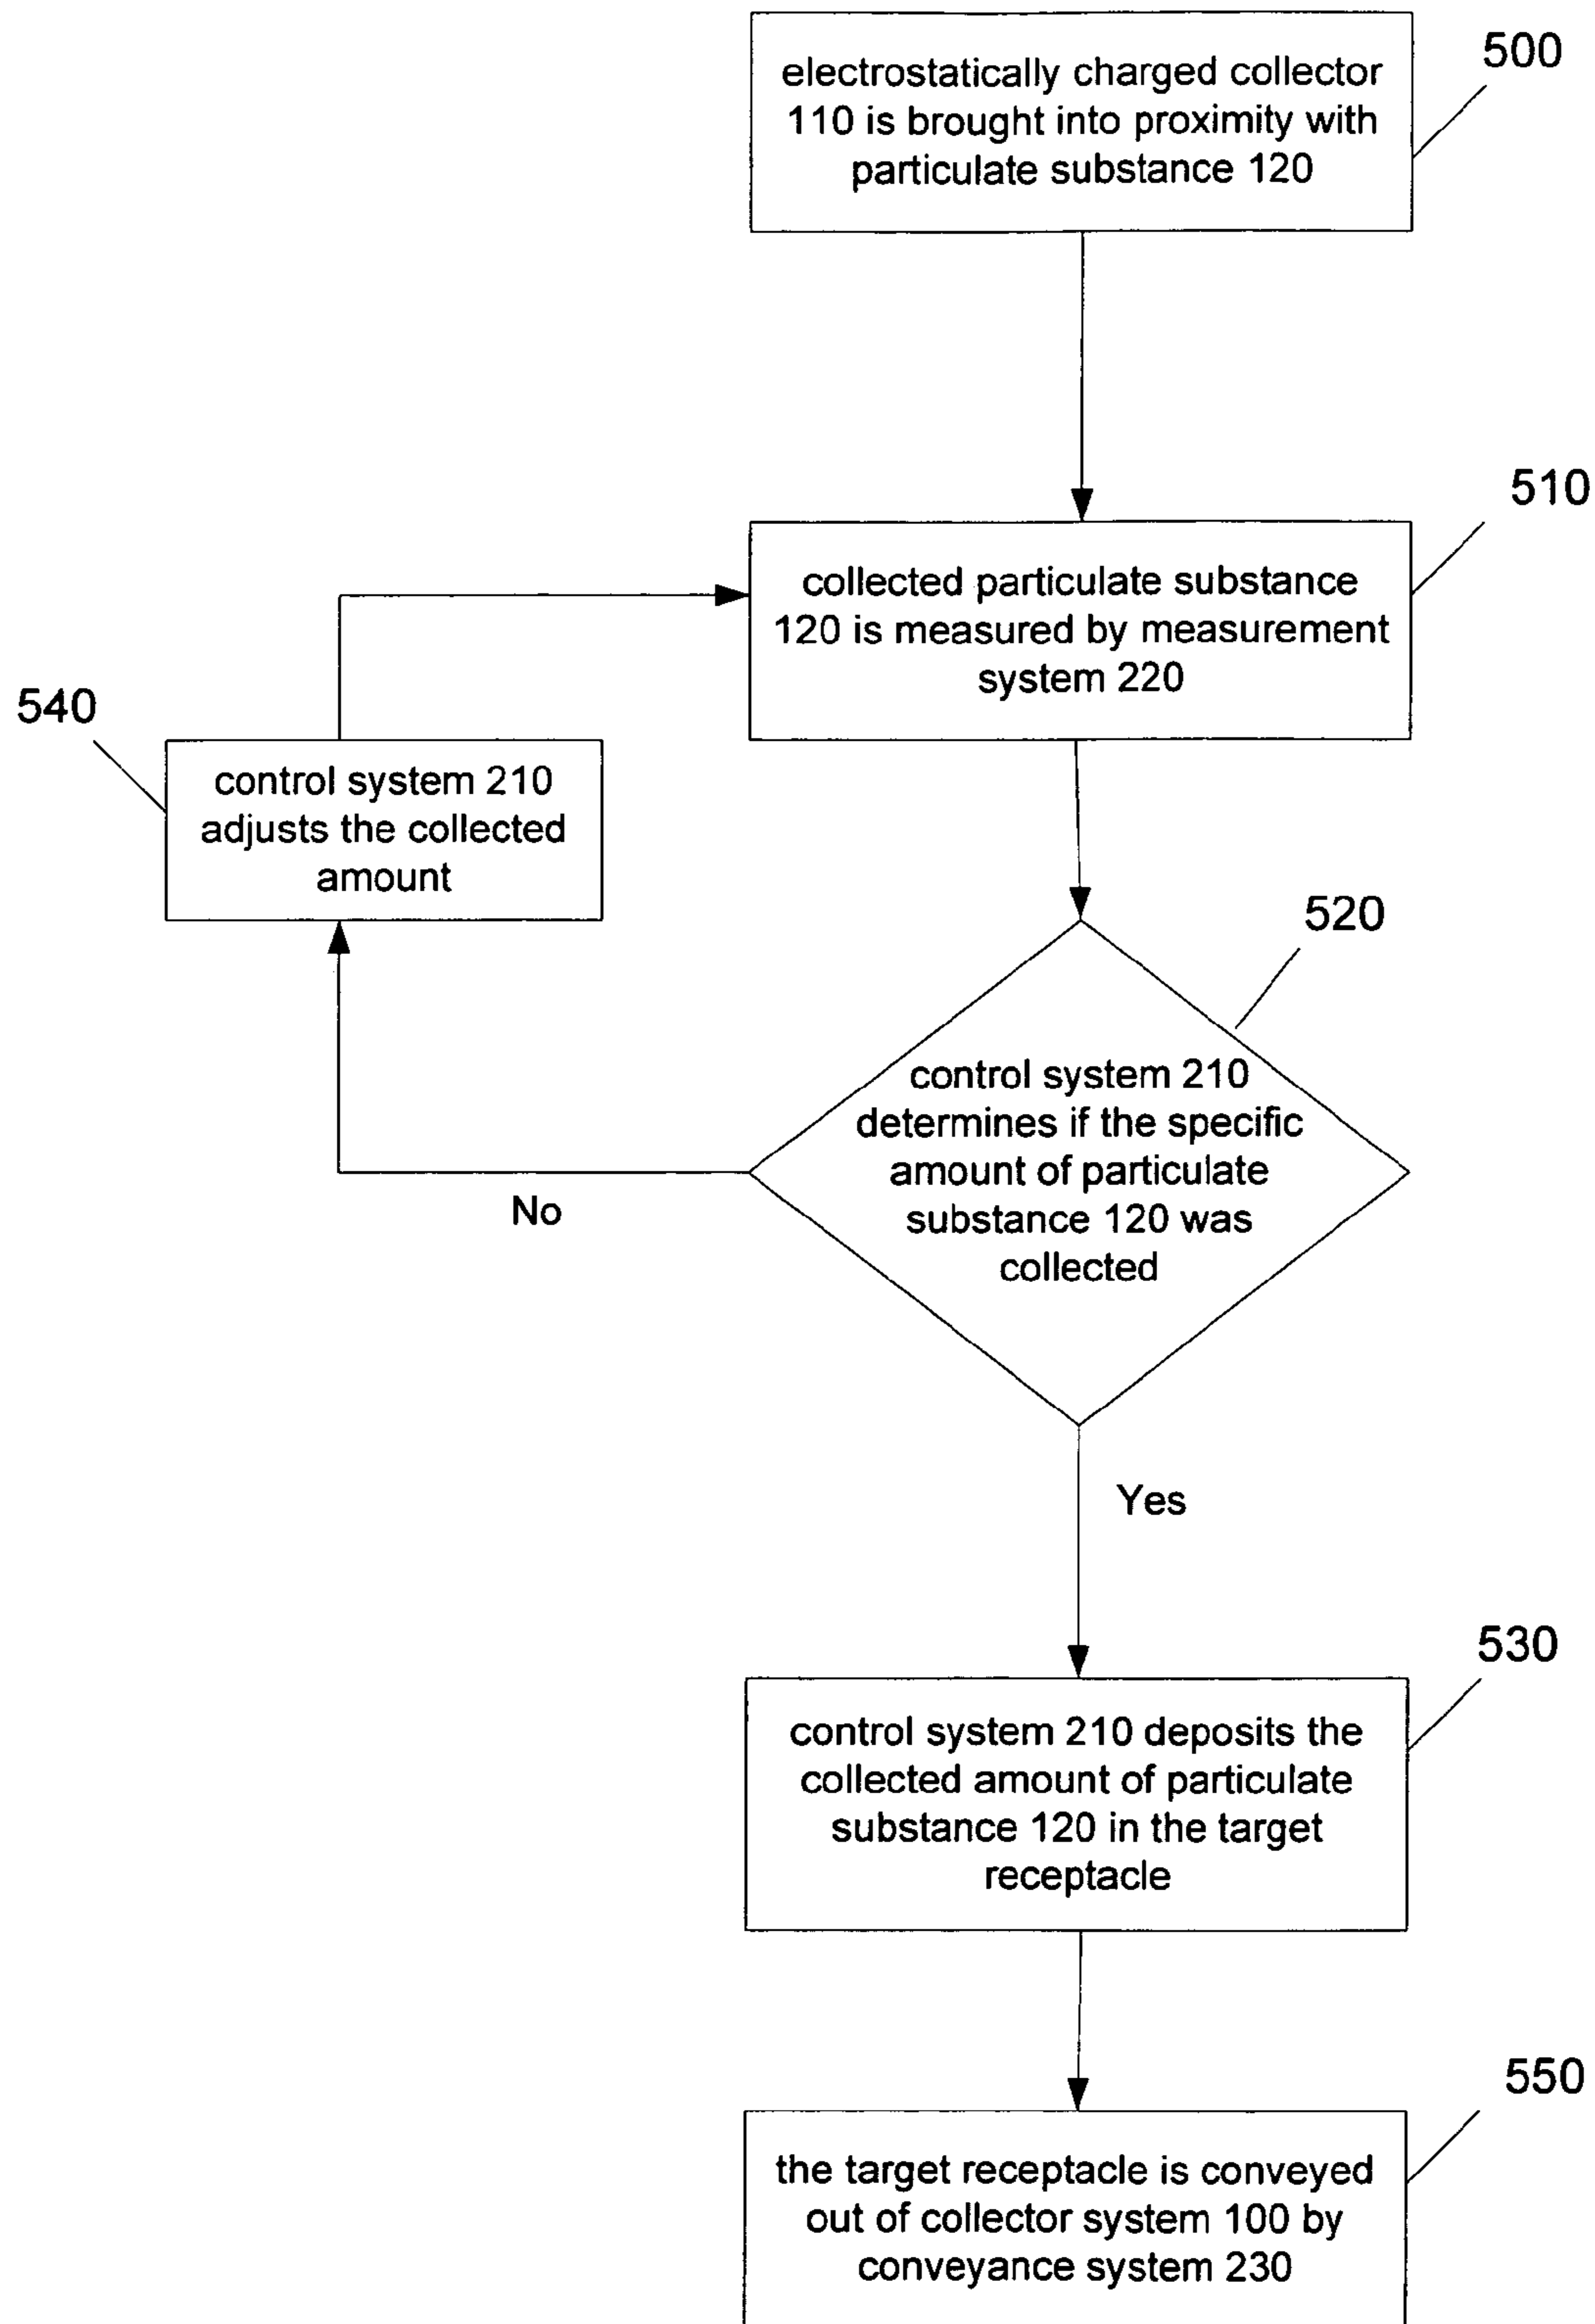 500
electrostatically charged collector
110 is brought into proximity with
particulate substance 120
510
collected particulate substance
120 is measured by measurement
system 220
540
control system 210
adjusts the collected
amount
520
control system 210
determines if the specific
amount of particulate
substance 120 was
collected
No
Yes
530
control system 210 deposits the
collected amount of particulate
substance 120 in the target
receptacle
550
the target receptacle is conveyed
out of collector system 100 by
conveyance system 230